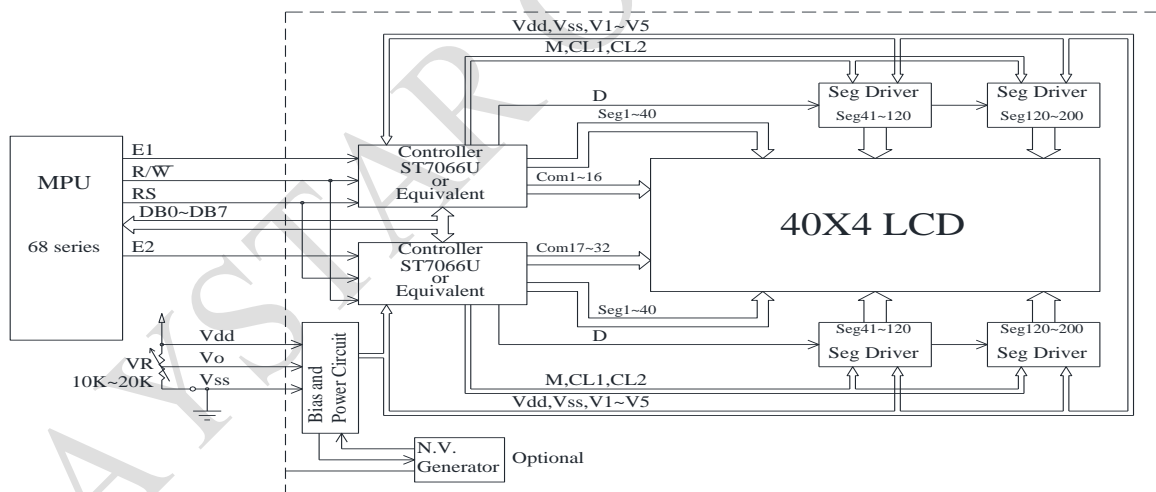 Vdd,Vss,V1~V5
M,CL1,CL2
D
Seg1~40
Seg Driver
Seg41~120
Seg Driver
Seg120~200
MPU
68 series
E1
R/W̅
RS
DB0~DB7
E2
Controller
ST7066U
or
Equivalent
Com1~16
40X4 LCD
Controller
ST7066U
or
Equivalent
Com17~32
Seg1~40
D
Seg41~120
Seg Driver
Seg120~200
Seg Driver
Vdd
VR
Vo
10K~20K
Vss
Bias and
Power Circuit
M,CL1,CL2
Vdd,Vss,V1~V5
N.V.
Generator
Optional
AYSTAR